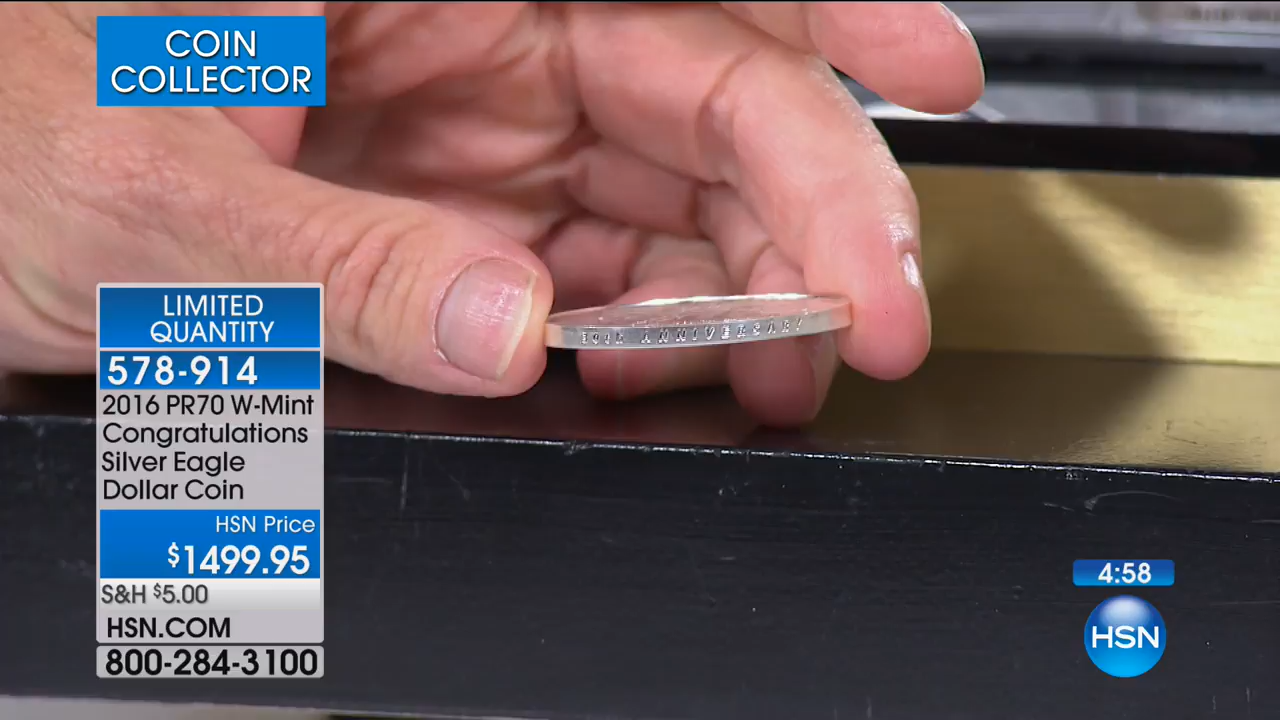 COIN
COLLECTOR
LIMITED
QUANTITY
578-914
2016 PR70 W-Mint
Congratulations
Silver Eagle
Dollar Coin
HSN Price
$1499.95
S&H $5.00
HSN.COM
800-284-3100
30TH ANNIVERSARY
4:58
HSN